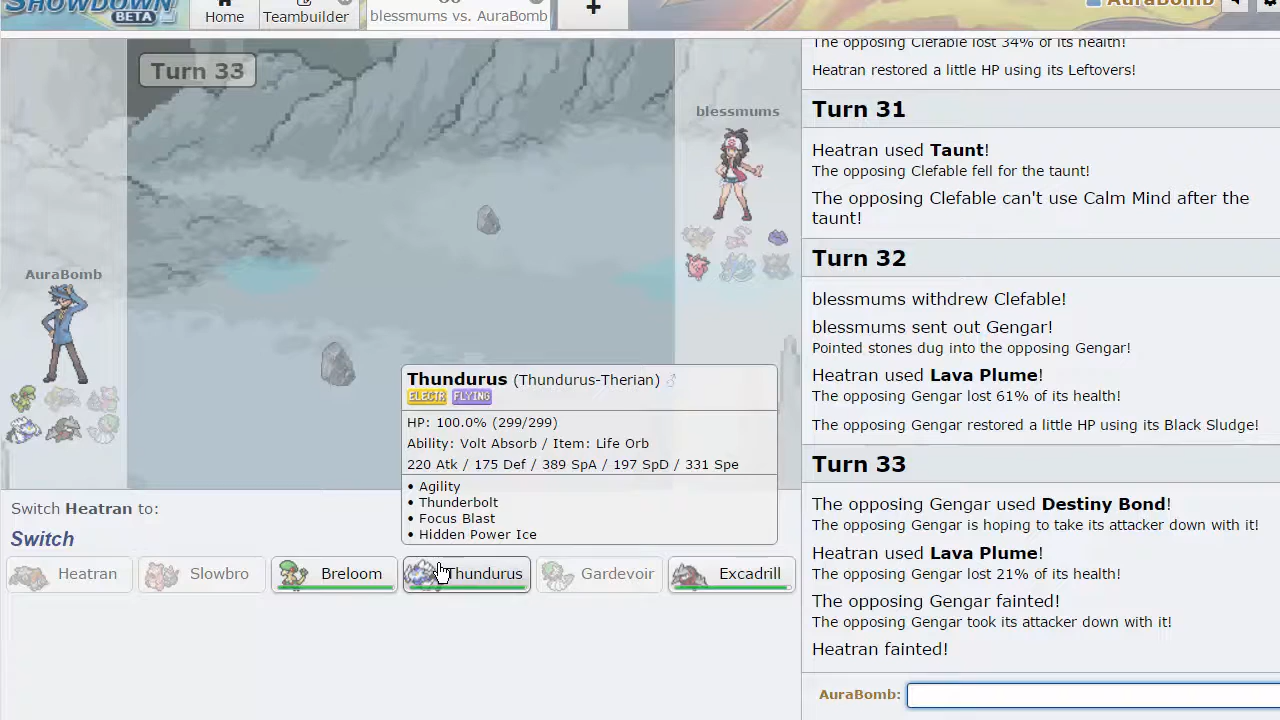 SHOWDOWN
BETA
Home
Teambuilder
blessmums vs. AuraBomb
+
AuraBomb
Turn 33
blessmums
AuraBomb
Thundurus (Thundurus-Therian) ♂
ELECTR FLYING
HP: 100.0% (299/299)
Ability: Volt Absorb / Item: Life Orb
220 Atk / 175 Def / 389 SpA / 197 SpD / 331 Spe
• Agility
• Thunderbolt
• Focus Blast
• Hidden Power Ice
Switch Heatran to:
Switch
Heatran
Slowbro
Breloom
Thundurus
Gardevoir
Excadrill
The opposing Clefable lost 34% of its health!
Heatran restored a little HP using its Leftovers!
Turn 31
Heatran used Taunt!
The opposing Clefable fell for the taunt!
The opposing Clefable can't use Calm Mind after the
taunt!
Turn 32
blessmums withdrew Clefable!
blessmums sent out Gengar!
Pointed stones dug into the opposing Gengar!
Heatran used Lava Plume!
The opposing Gengar lost 61% of its health!
The opposing Gengar restored a little HP using its Black Sludge!
Turn 33
The opposing Gengar used Destiny Bond!
The opposing Gengar is hoping to take its attacker down with it!
Heatran used Lava Plume!
The opposing Gengar lost 21% of its health!
The opposing Gengar fainted!
The opposing Gengar took its attacker down with it!
Heatran fainted!
AuraBomb: